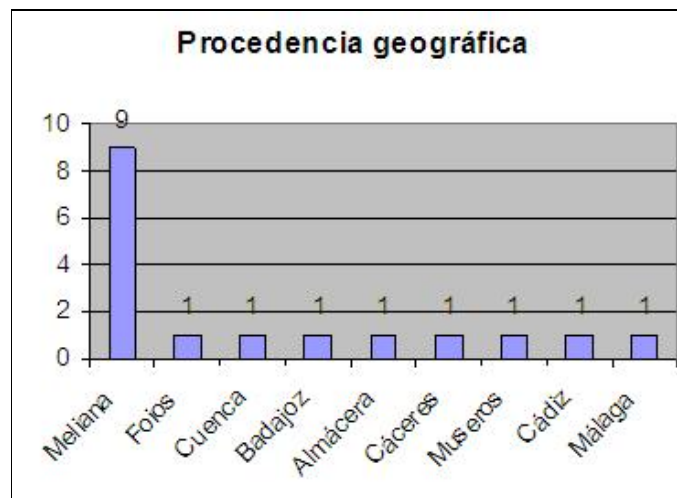 Procedencia geográfica
10
8
6
4
2
0
9
1
1
1
1
1
1
1
1
Meliana
Foios
Cuenca
Badajoz
Almácera
Cáceres
Museros
Cádiz
Málaga